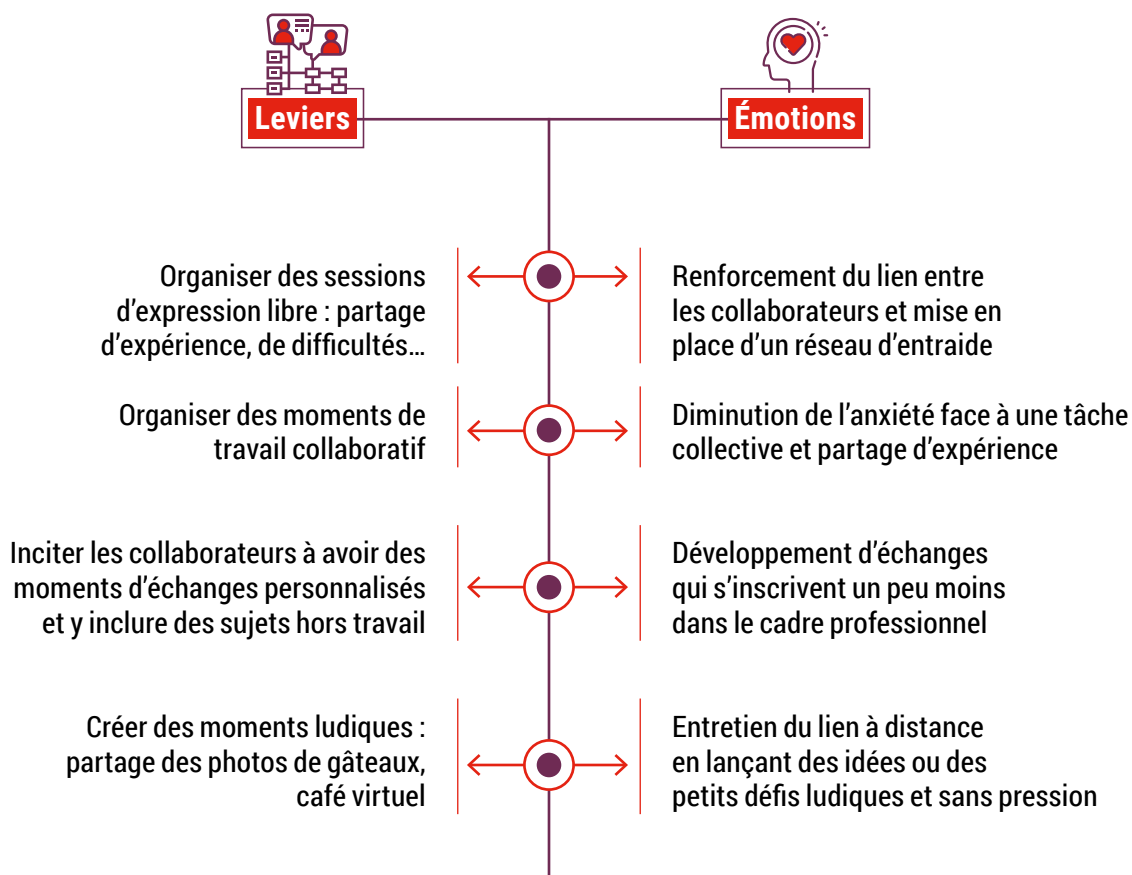 Leviers
Émotions
Organiser des sessions
d'expression libre : partage
d'expérience, de difficultés…
Renforcement du lien entre
les collaborateurs et mise en
place d'un réseau d'entraide
Organiser des moments de
travail collaboratif
Diminution de l'anxiété face à une tâche
collective et partage d'expérience
Inciter les collaborateurs à avoir des
moments d'échanges personnalisés
et y inclure des sujets hors travail
Développement d'échanges
qui s'inscrivent un peu moins
dans le cadre professionnel
Créer des moments ludiques :
partage des photos de gâteaux,
café virtuel
Entretien du lien à distance
en lançant des idées ou des
petits défis ludiques et sans pression